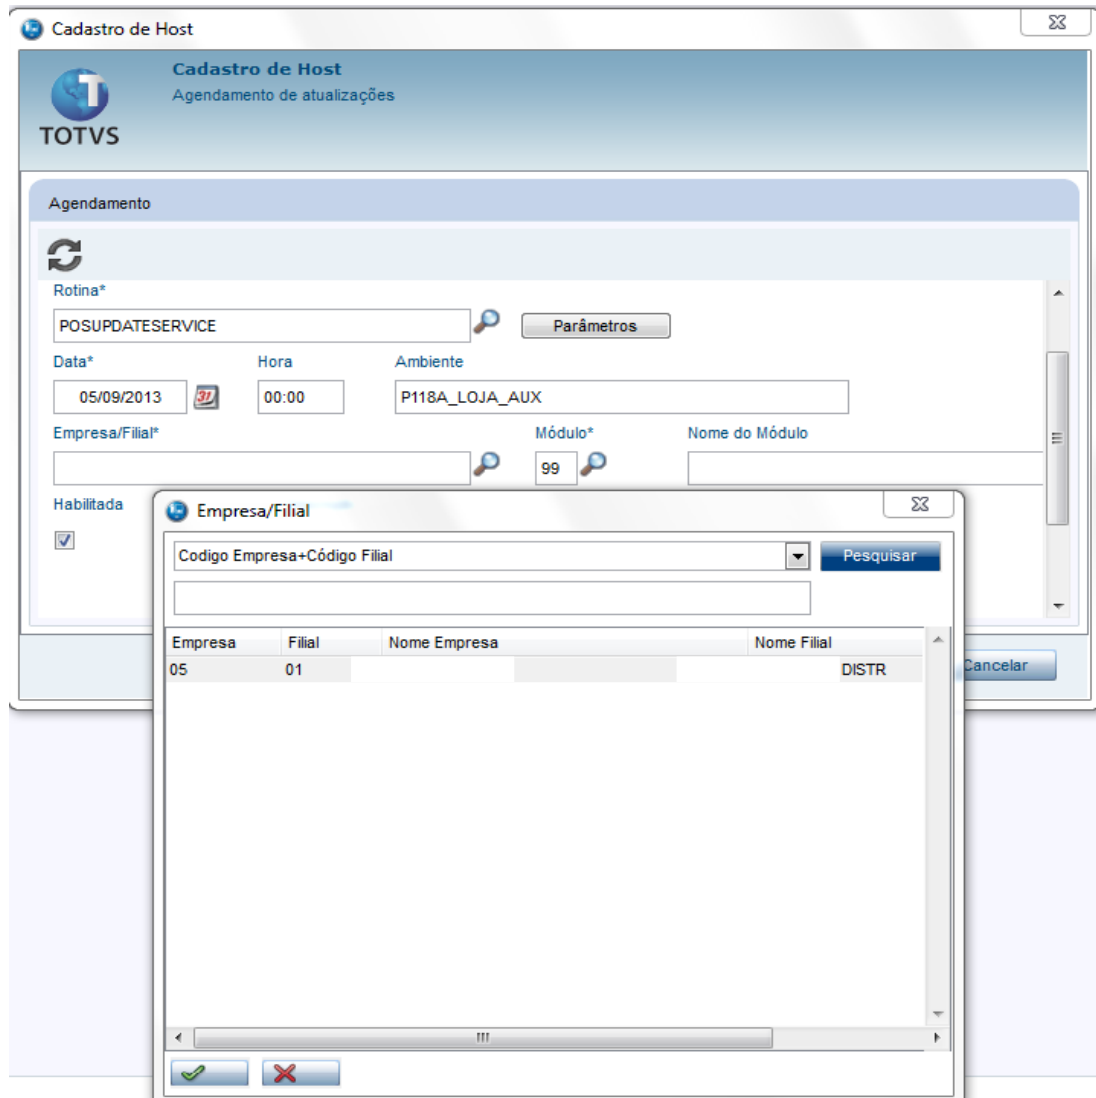 Cadastro de Host
Cadastro de Host
Agendamento de atualizações
TOTVS
Agendamento
Rotina*
POSUPDATESERVICE
Parâmetros
Data* Hora Ambiente
05/09/2013 31 00:00 P118A_LOJA_AUX
Empresa/Filial* Módulo* Nome do Módulo
99
Habilitada
Empresa/Filial
Codigo Empresa+Código Filial Pesquisar
Empresa Filial Nome Empresa Nome Filial
05 01 DISTR
Cancelar